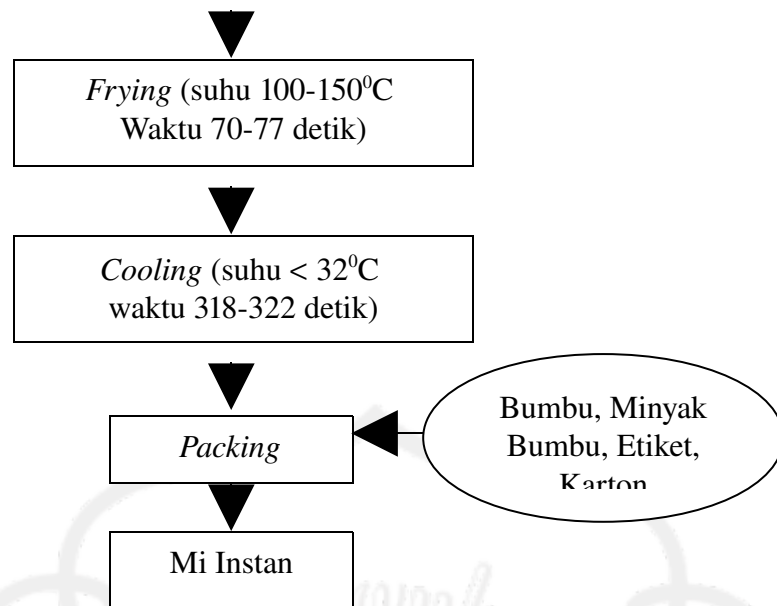 Frying (suhu 100-150⁰C
Waktu 70-77 detik)
Cooling (suhu < 32⁰C
waktu 318-322 detik)
Packing
Bumbu, Minyak
Bumbu, Etiket,
Karton
Mi Instan